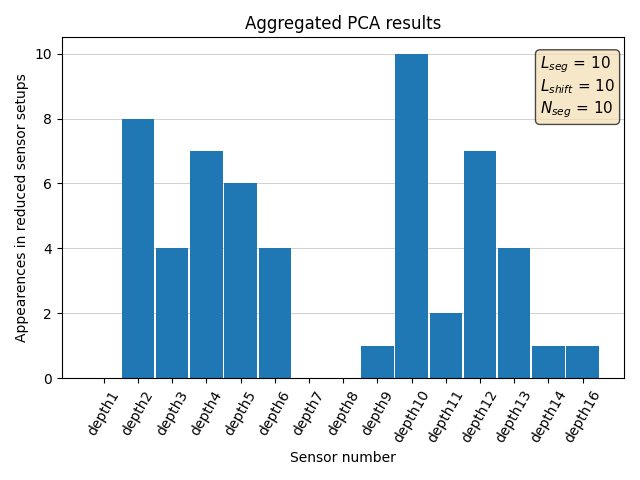 Aggregated PCA results
Appearences in reduced sensor setups
10
8
6
4
2
0
L_seg = 10
L_shift = 10
N_seg = 10
depth1
depth2
depth3
depth4
depth5
depth6
depth7
depth8
depth9
depth10
depth11
depth12
depth13
depth14
depth16
Sensor number